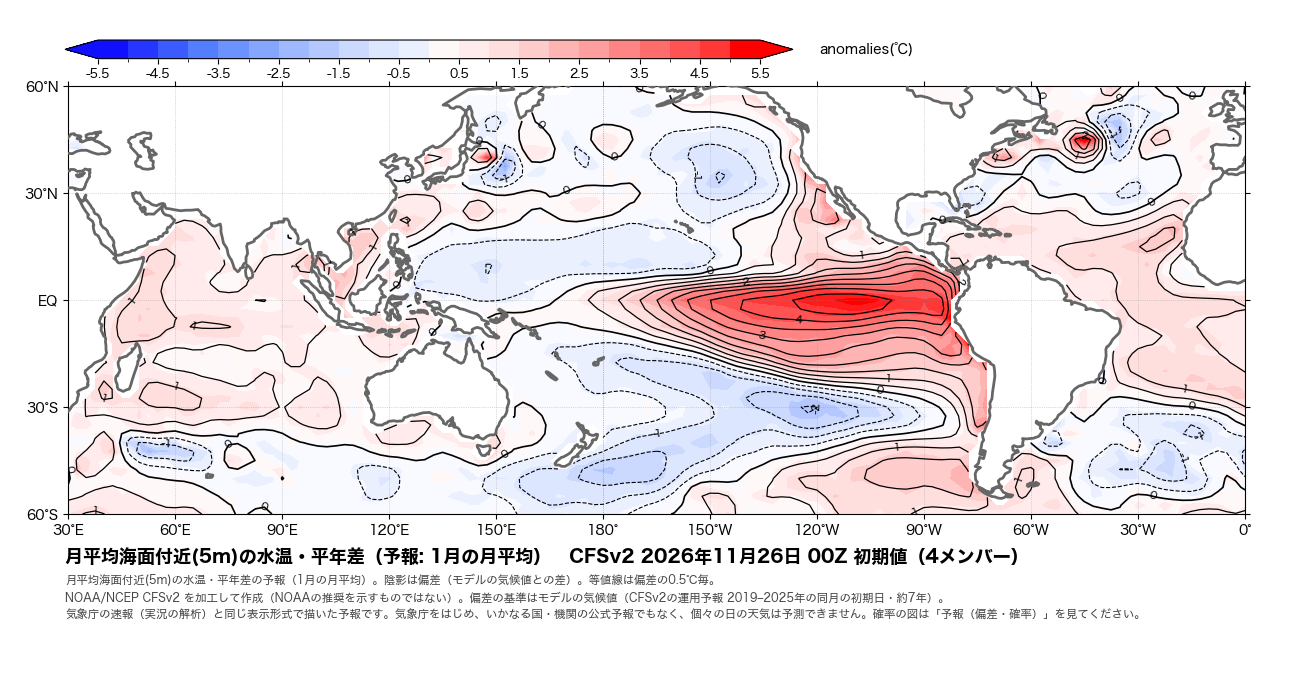 anomalies(℃)
-5.5 -4.5 -3.5 -2.5 -1.5 -0.5 0.5 1.5 2.5 3.5 4.5 5.5
60°N
30°N
EQ
30°S
60°S
30°E 60°E 90°E 120°E 150°E 180° 150°W 120°W 90°W 60°W 30°W 0°
月平均海面付近(5m)の水温・平年差（予報: 1月の月平均） CFSv2 2026年11月26日 00Z 初期値（4メンバー）
月平均海面付近(5m)の水温・平年差の予報（1月の月平均）。陰影は偏差（モデルの気候値との差）。等値線は偏差の0.5℃毎。
NOAA/NCEP CFSv2 を加工して作成（NOAAの推奨を示すものではない）。偏差の基準はモデルの気候値（CFSv2の運用予報 2019–2025年の同月の初期日・約7年）。
気象庁の速報（実況の解析）と同じ表示形式で描いた予報です。気象庁をはじめ、いかなる国・機関の公式予報でもなく、個々の日の天気は予測できません。確率の図は「予報（偏差・確率）」を見てください。